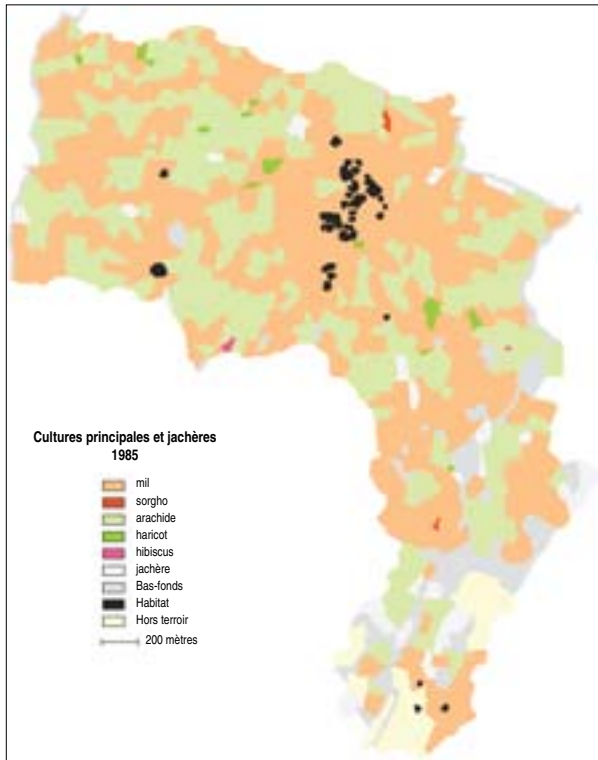 Cultures principales et jachères
1985
mil
sorgho
arachide
haricot
hibiscus
jachère
Bas-fonds
Habitat
Hors terroir
200 mètres